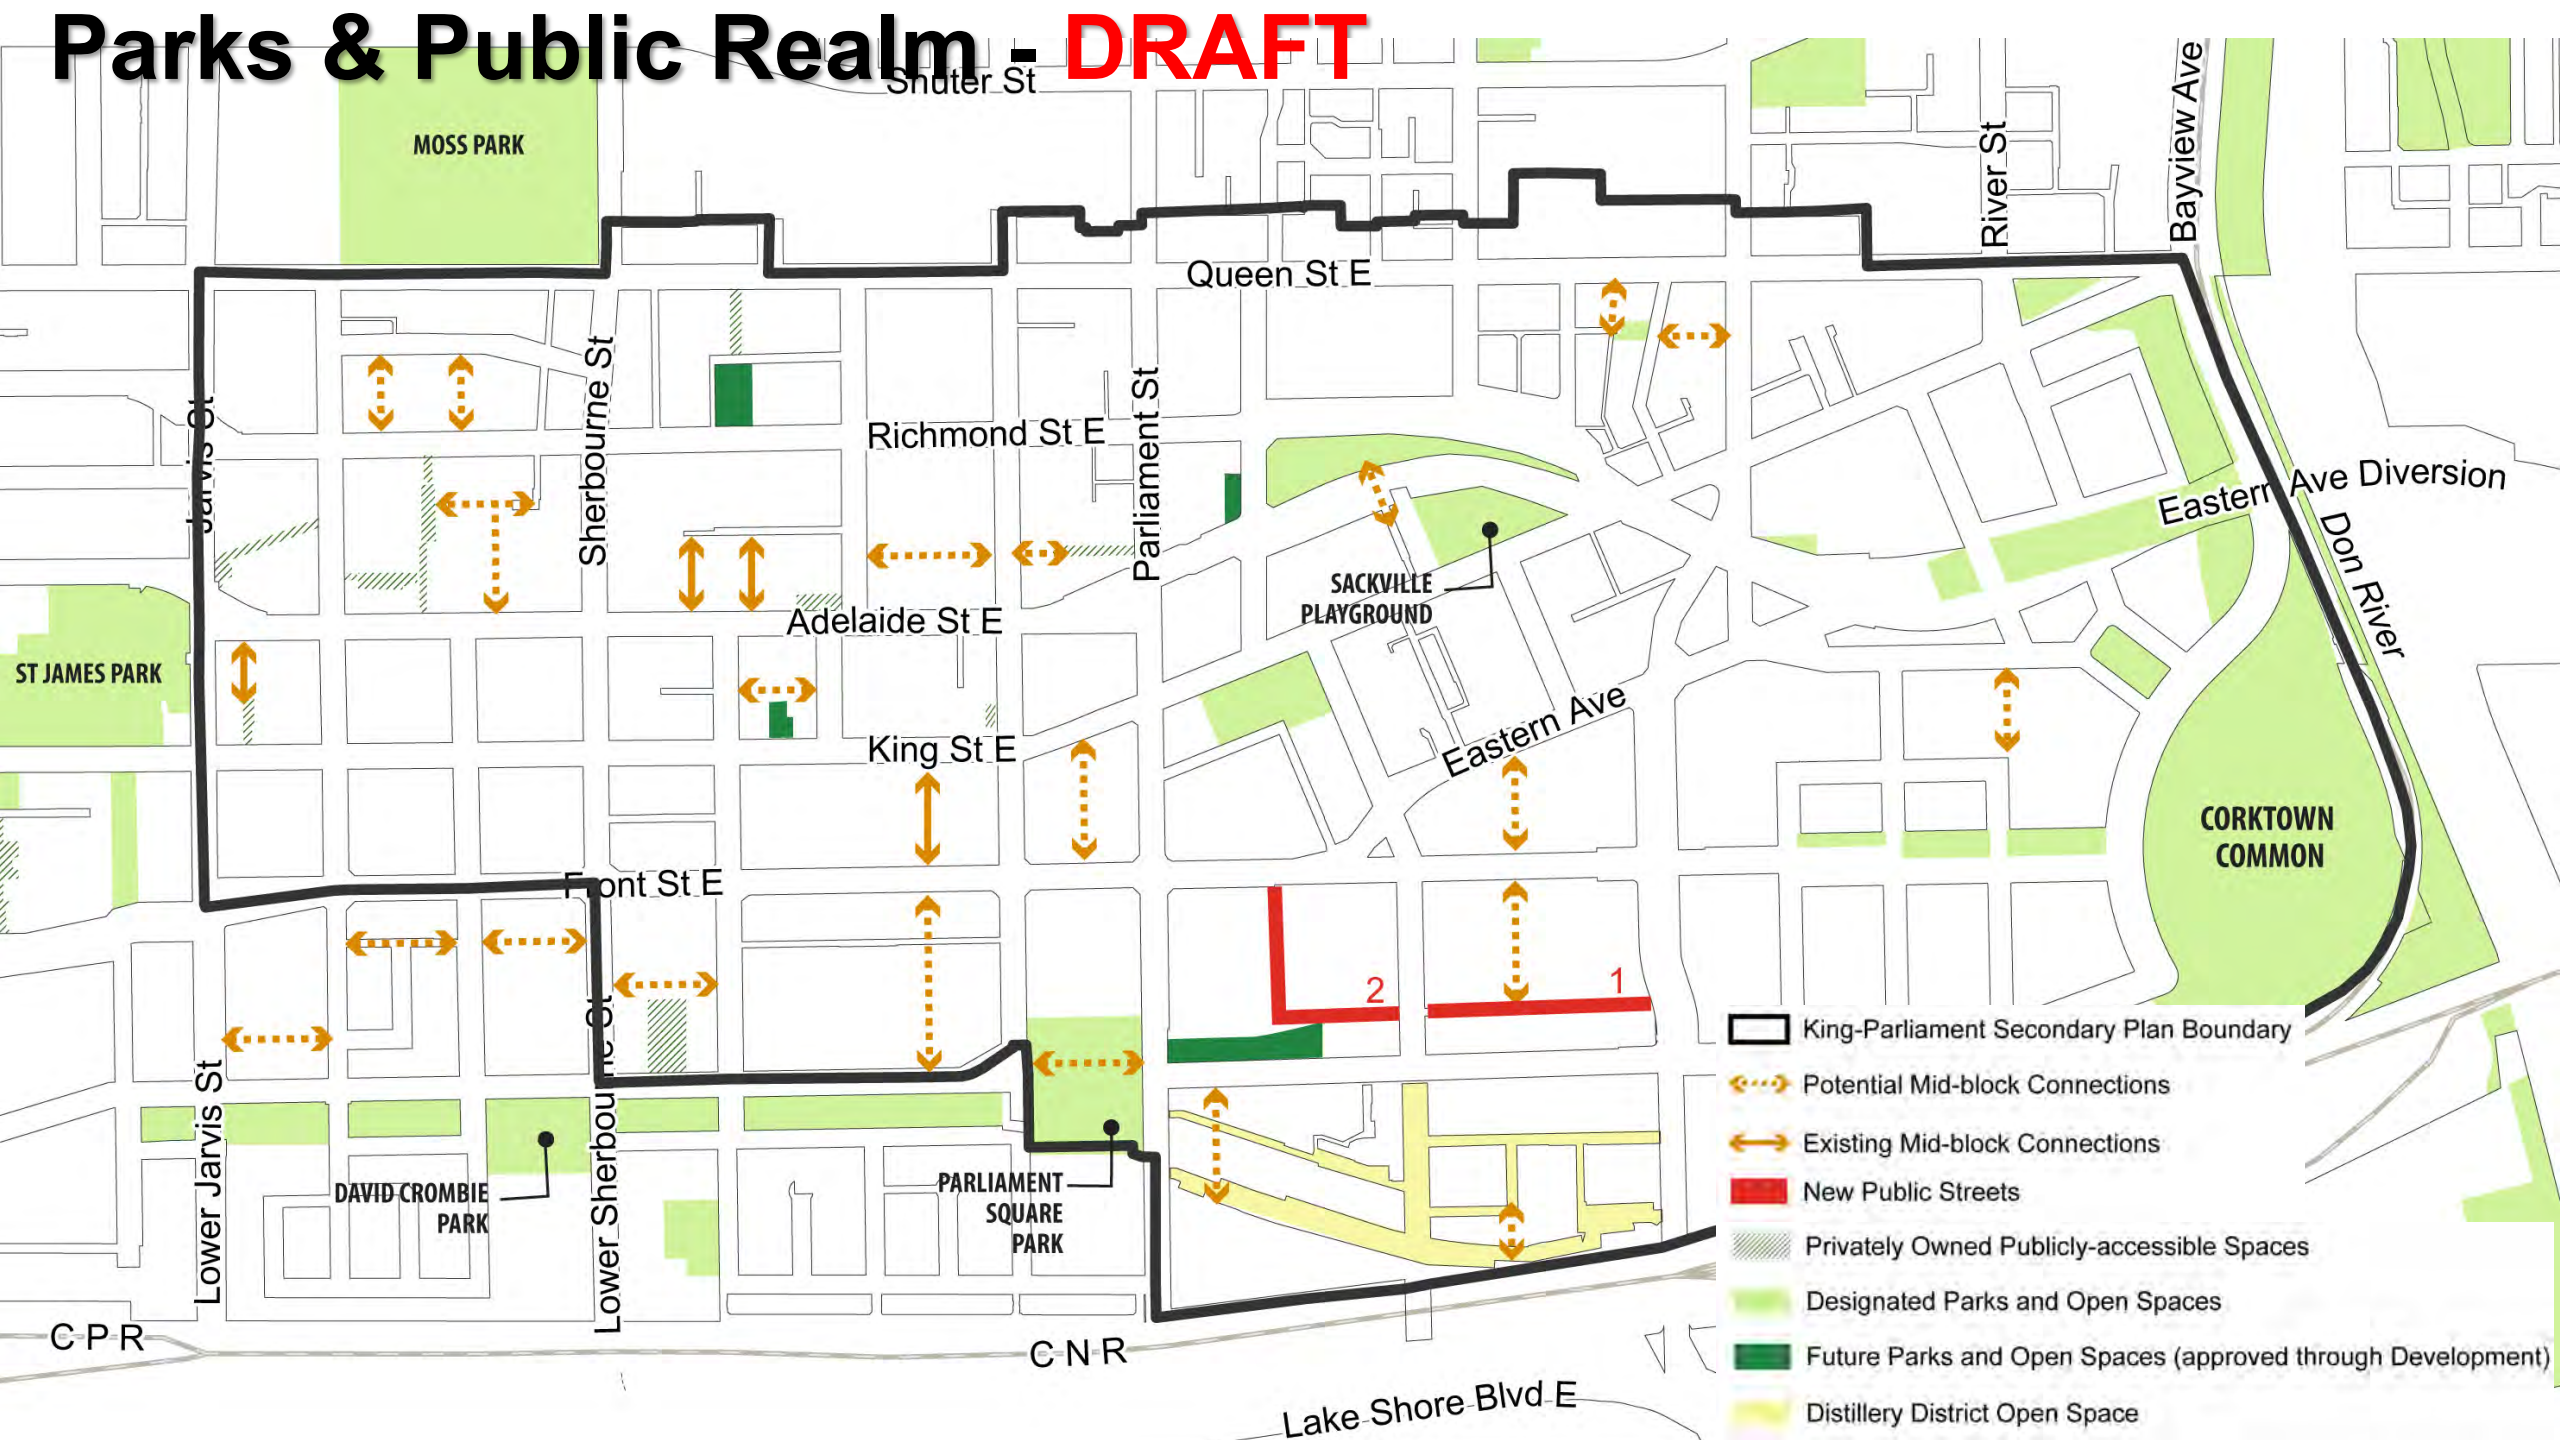 Parks & Public Realm - DRAFT
Shuter St
MOSS PARK
River St
Bayview Ave
Queen St E
Sherbourne St
Parliament St
Jarvis St
Richmond St E
Eastern Ave Diversion
Don River
SACKVILLE
PLAYGROUND
Adelaide St E
ST JAMES PARK
King St E
Eastern Ave
CORKTOWN
COMMON
Front St E
2
1
Lower Jarvis St
Lower Sherbourne St
DAVID CROMBIE
PARK
PARLIAMENT
SQUARE
PARK
C P R
C N R
Lake Shore Blvd E
King-Parliament Secondary Plan Boundary
Potential Mid-block Connections
Existing Mid-block Connections
New Public Streets
Privately Owned Publicly-accessible Spaces
Designated Parks and Open Spaces
Future Parks and Open Spaces (approved through Development)
Distillery District Open Space